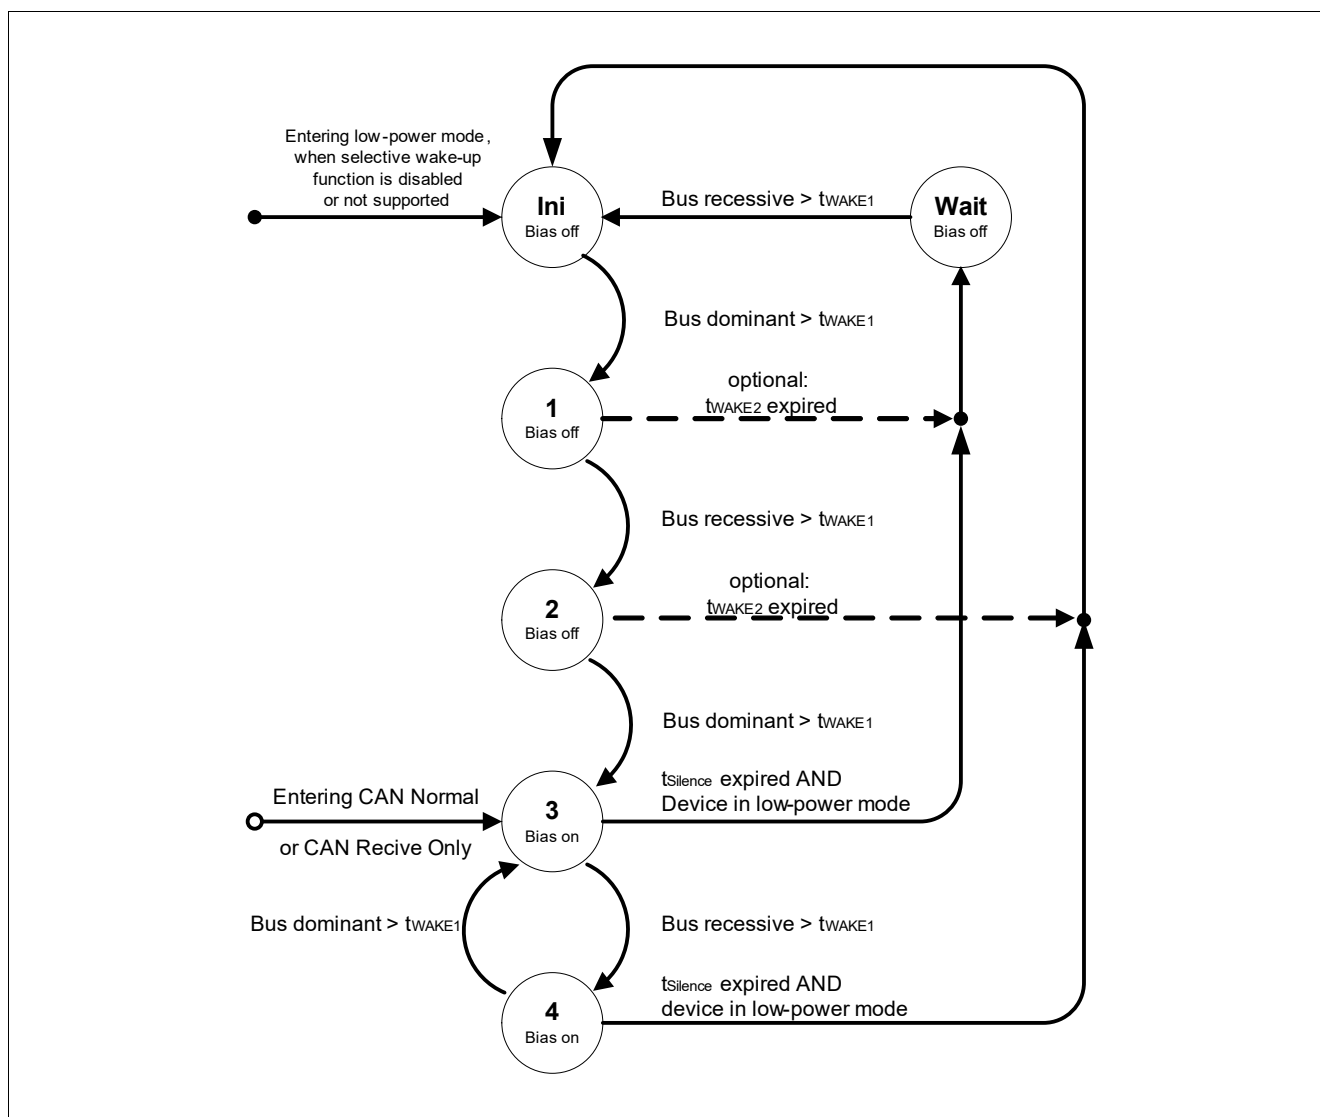 Entering low-power mode,
when selective wake-up
function is disabled
or not supported
Ini
Bias off
Bus recessive > tWAKE1
Wait
Bias off
Bus dominant > tWAKE1
optional:
tWAKE2 expired
1
Bias off
Bus recessive > tWAKE1
optional:
tWAKE2 expired
2
Bias off
Bus dominant > tWAKE1
tSilence expired AND
Device in low-power mode
Entering CAN Normal
or CAN Recive Only
3
Bias on
Bus dominant > tWAKE1
Bus recessive > tWAKE1
tSilence expired AND
device in low-power mode
4
Bias on